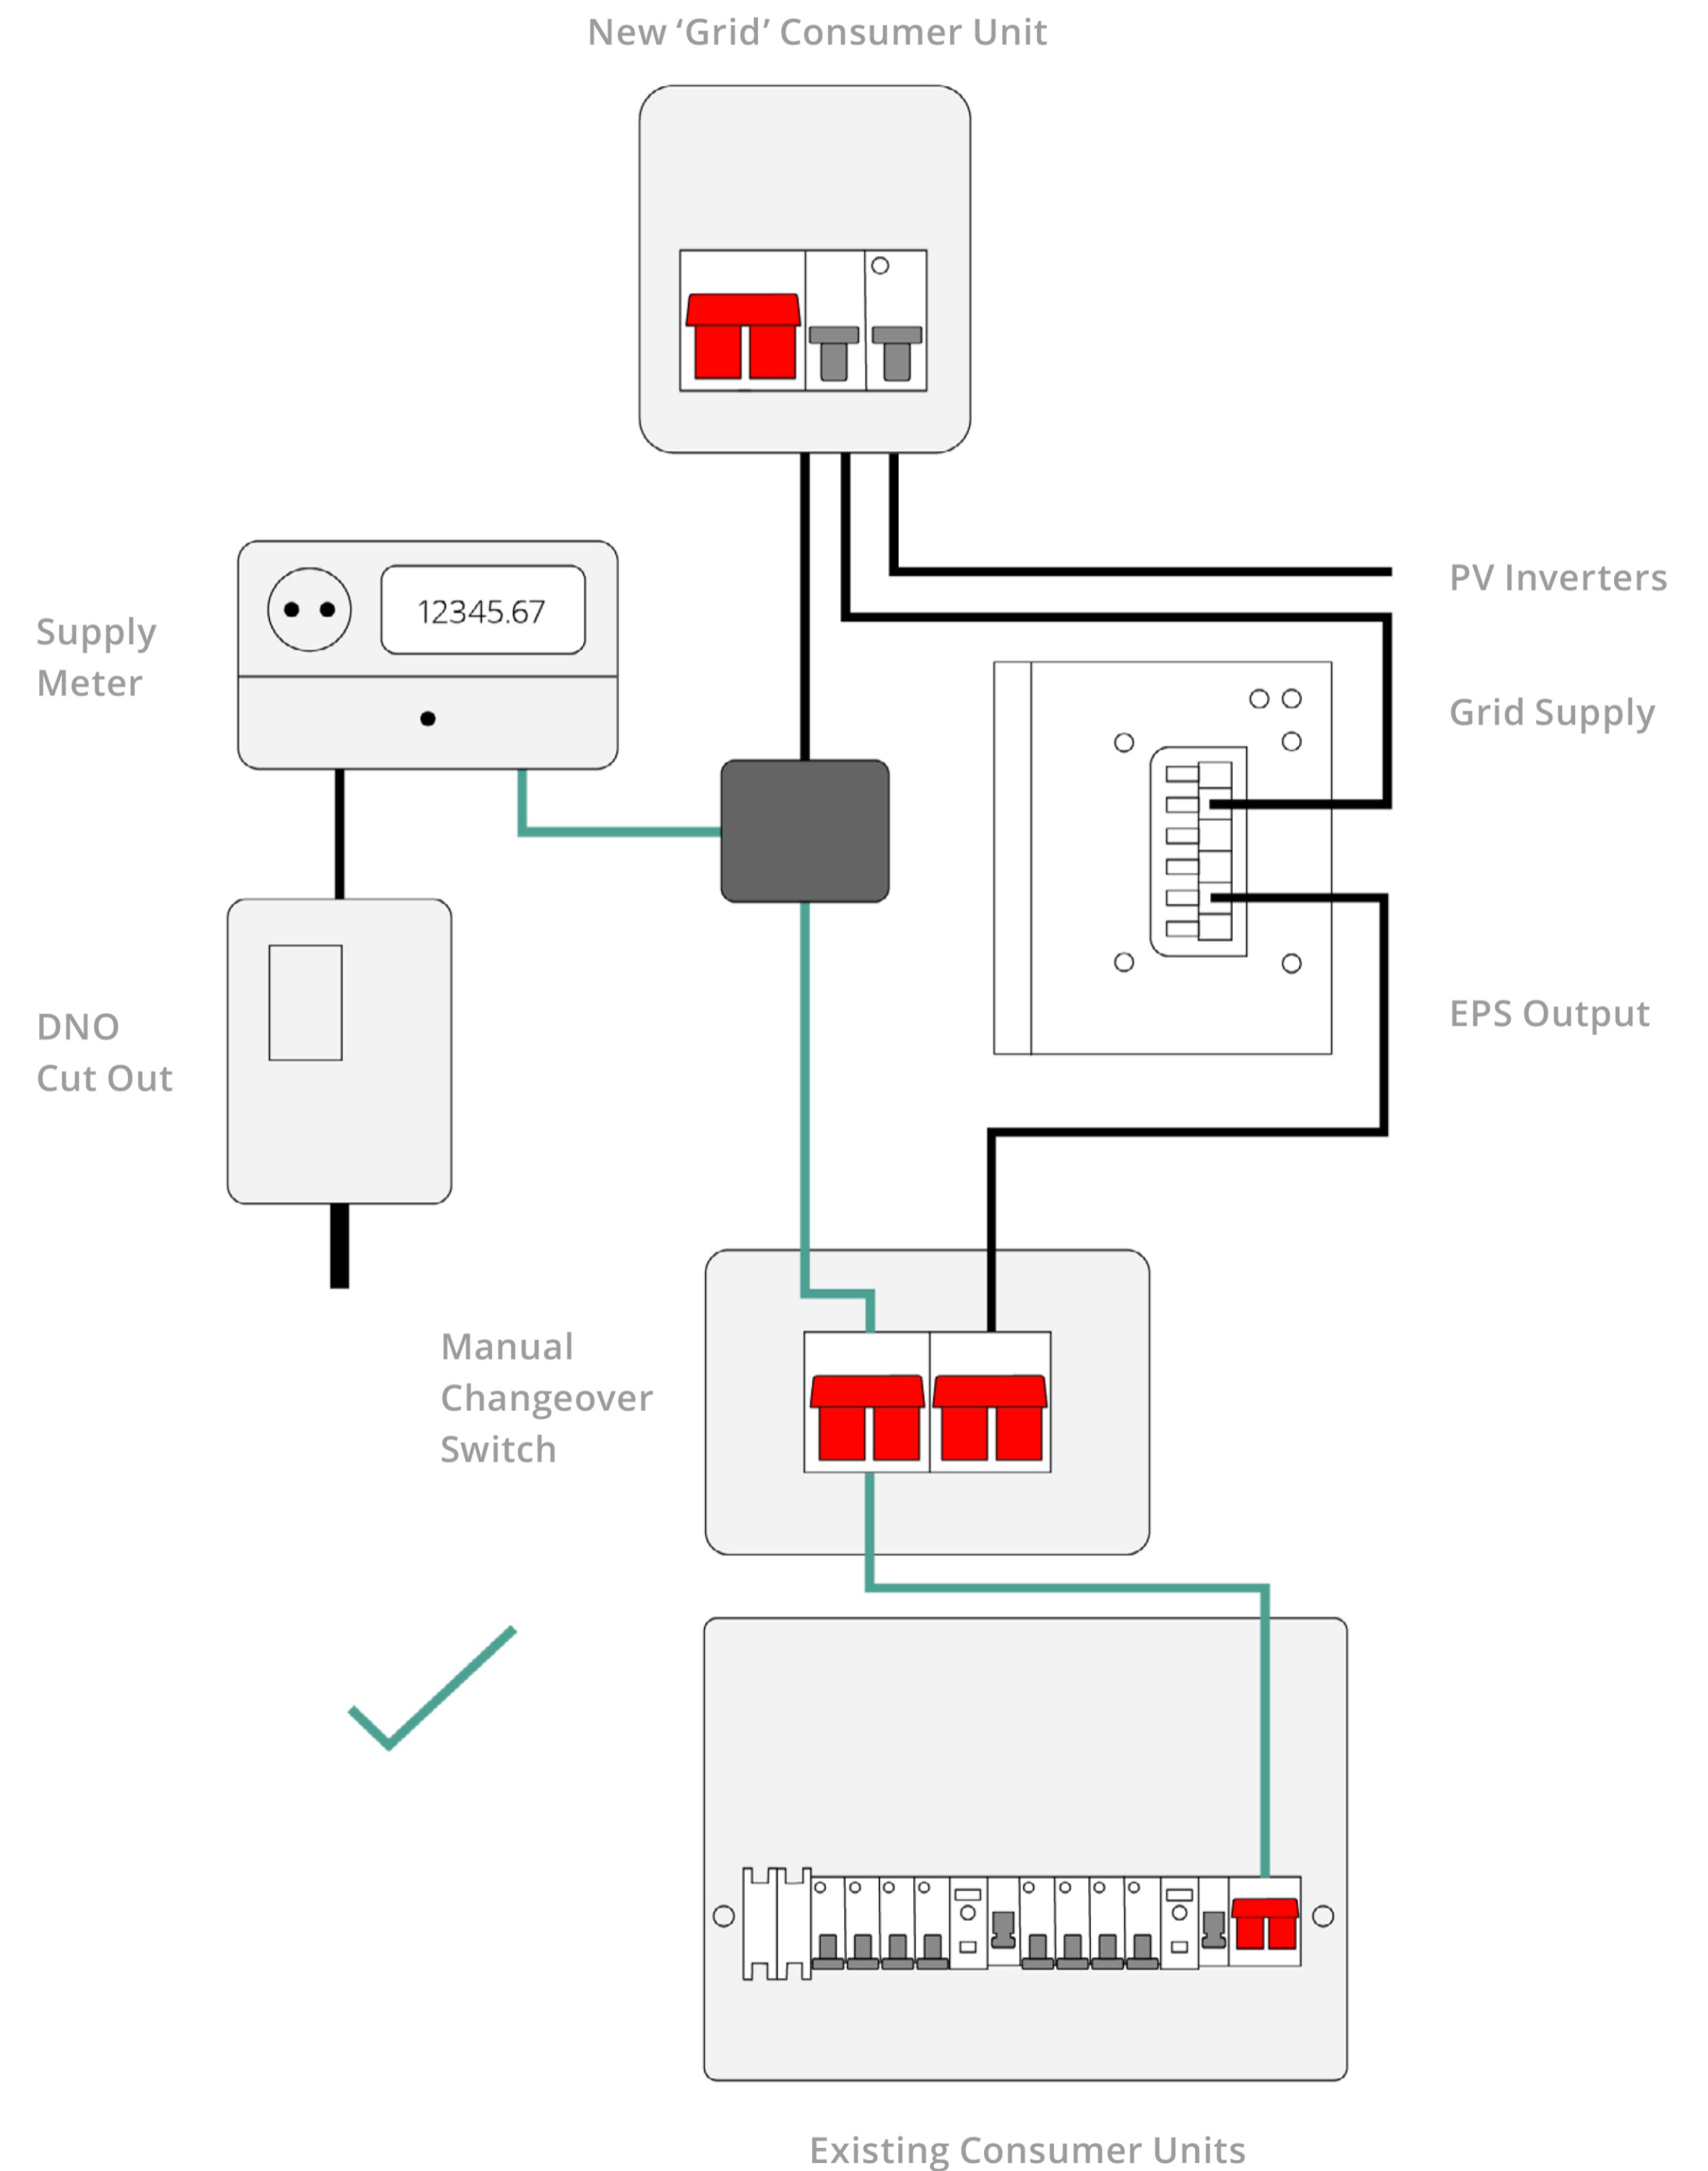 New ‘Grid’ Consumer Unit
12345.67
Supply
Meter
PV Inverters
Grid Supply
DNO
Cut Out
EPS Output
Manual
Changeover
Switch
Existing Consumer Units